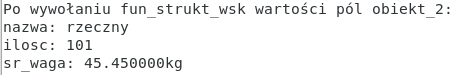 Po wywołaniu fun_strukt_wsk wartości pól obiekt_2:
nazwa: rzeczny
ilosc: 101
sr_waga: 45.450000kg